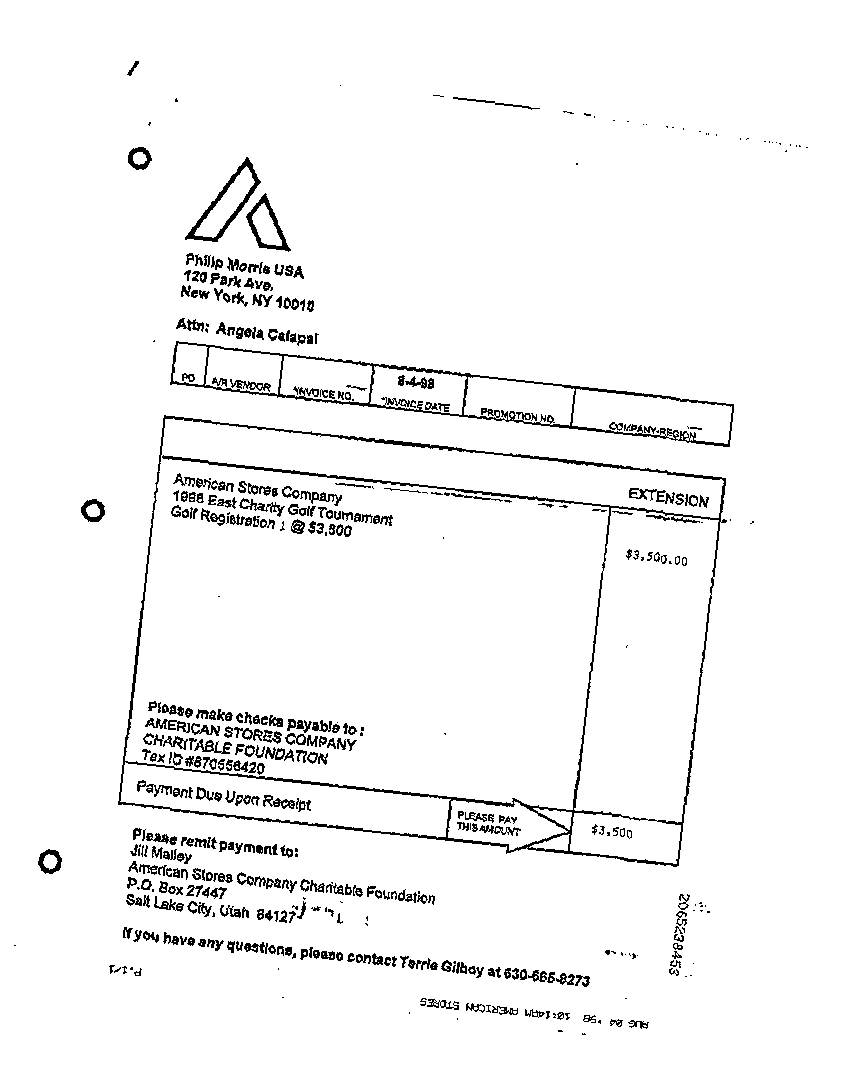 Philip Morris USA
120 Park Ave.
New York, NY 10010
Attn: Angela Calapai
8-4-98
PO A/R VENDOR *INVOICE NO. *INVOICE DATE PROMOTION NO. COMPANY-REGION
EXTENSION
American Stores Company
1998 East Charity Golf Tournament
Golf Registration 1 @ $3,500
$3,500.00
Please make checks payable to :
AMERICAN STORES COMPANY
CHARITABLE FOUNDATION
Tax ID #870556420
Payment Due Upon Receipt
PLEASE PAY
THIS AMOUNT
$3,500
Please remit payment to:
Jill Malley
American Stores Company Charitable Foundation
P.O. Box 27447
Salt Lake City, Utah 84127
If you have any questions, please contact Terrie Gilboy at 630-665-8273
2065238453
P.1/1
AUG 04 '98 10:14AM AMERICAN STORES